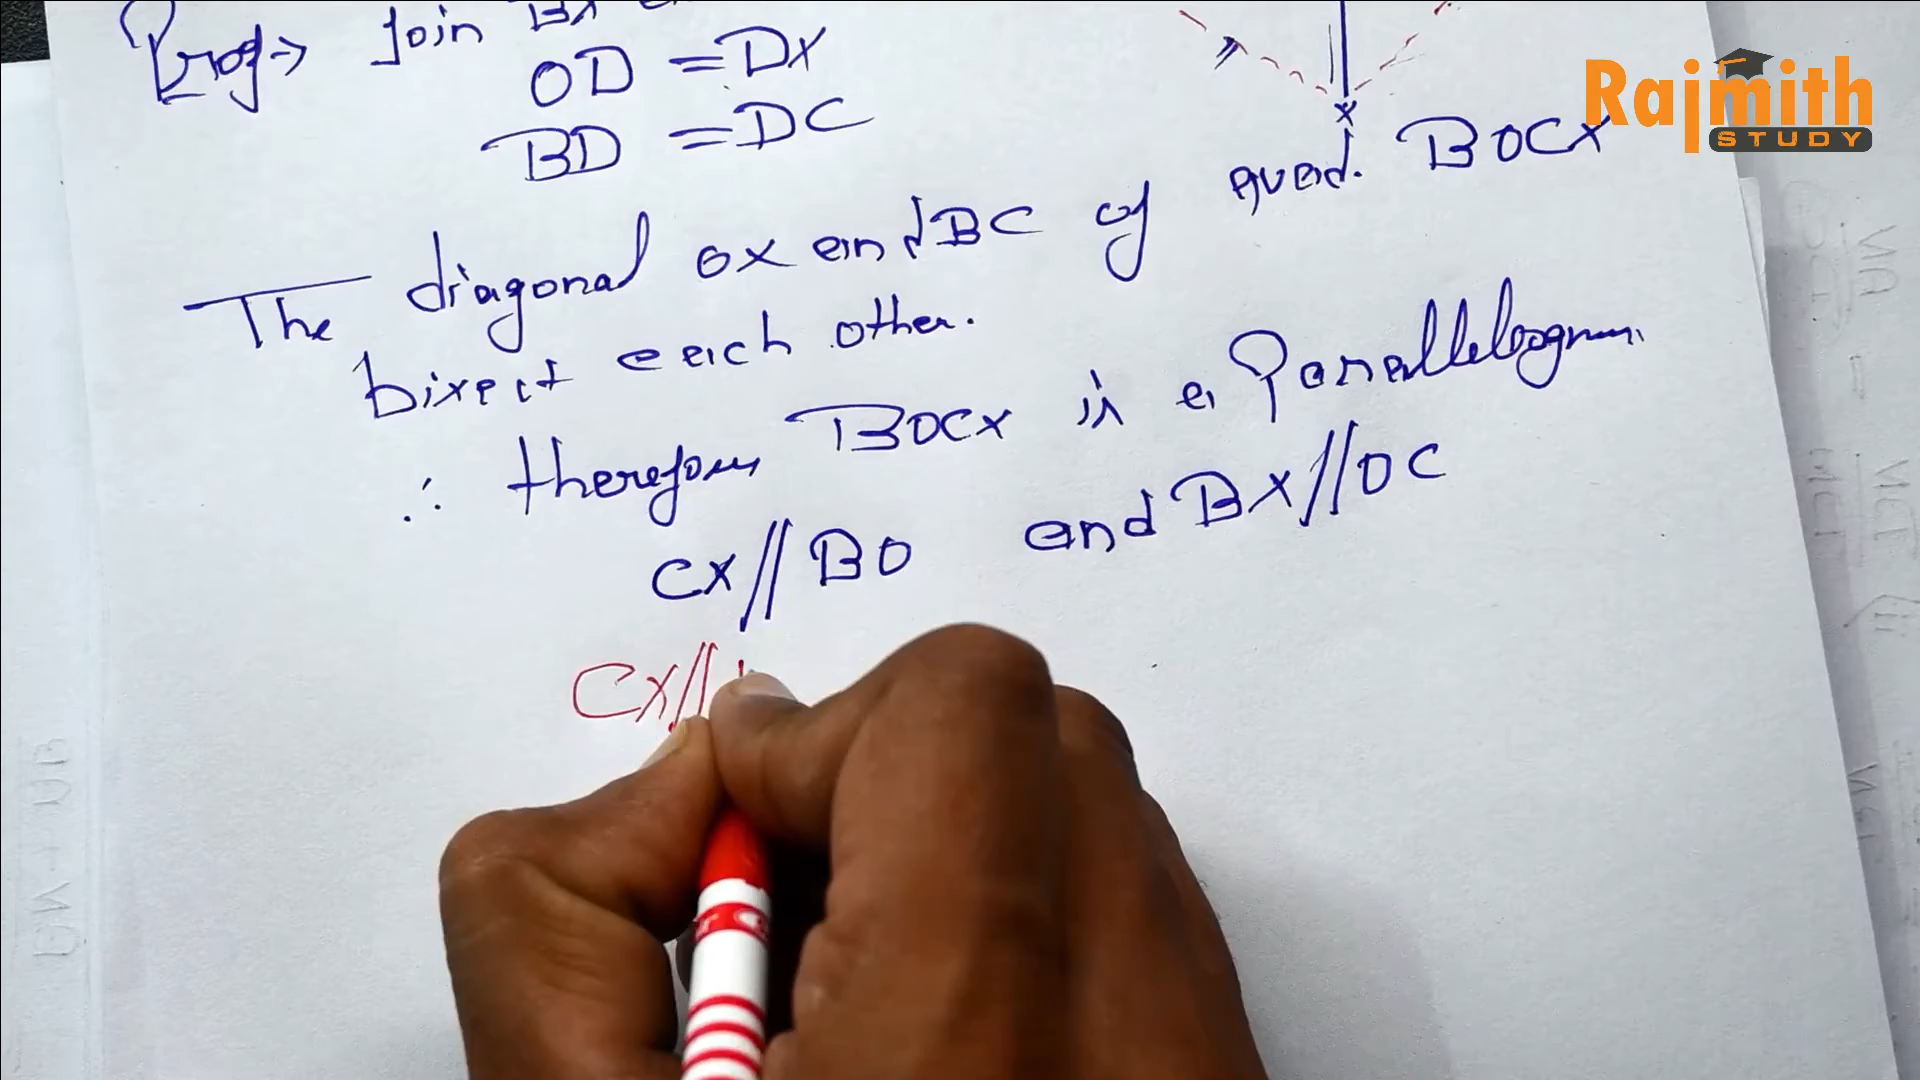 Proof→ Join BX
OD = DX
BD = DC
x
Rajmith
STUDY
The diagonal OX and BC of quad. BOCX
bisect each other.
∴ therefore BOCX is a Parallelogram.
CX//BO and BX//OC
CX//